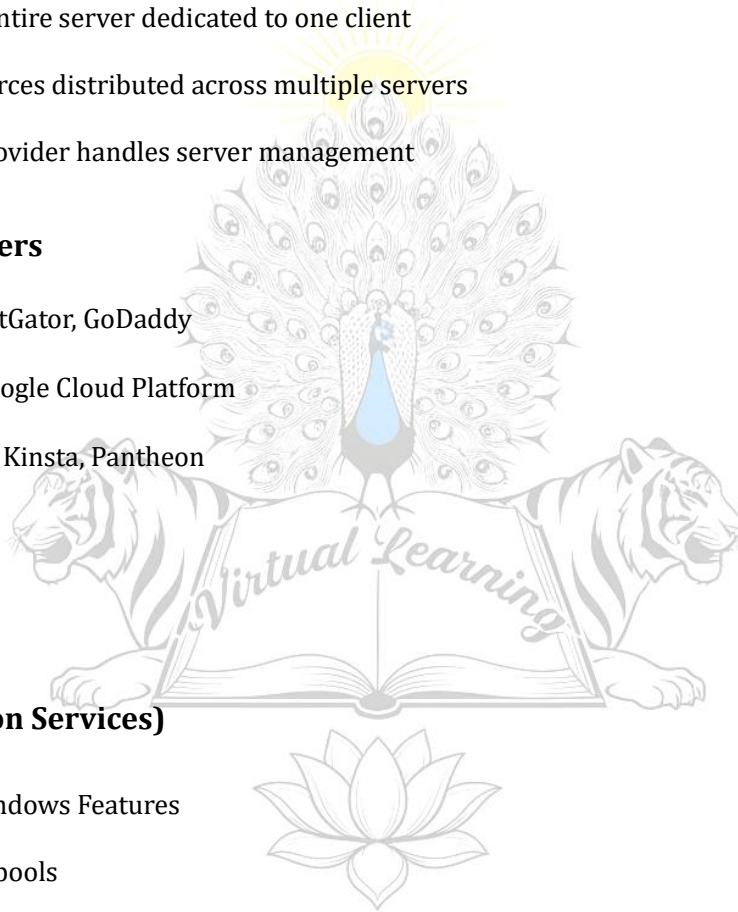 ntire server dedicated to one client
rces distributed across multiple servers
ovider handles server management
ers
tGator, GoDaddy
ogle Cloud Platform
Kinsta, Pantheon
Virtual Learning
on Services)
ndows Features
ools